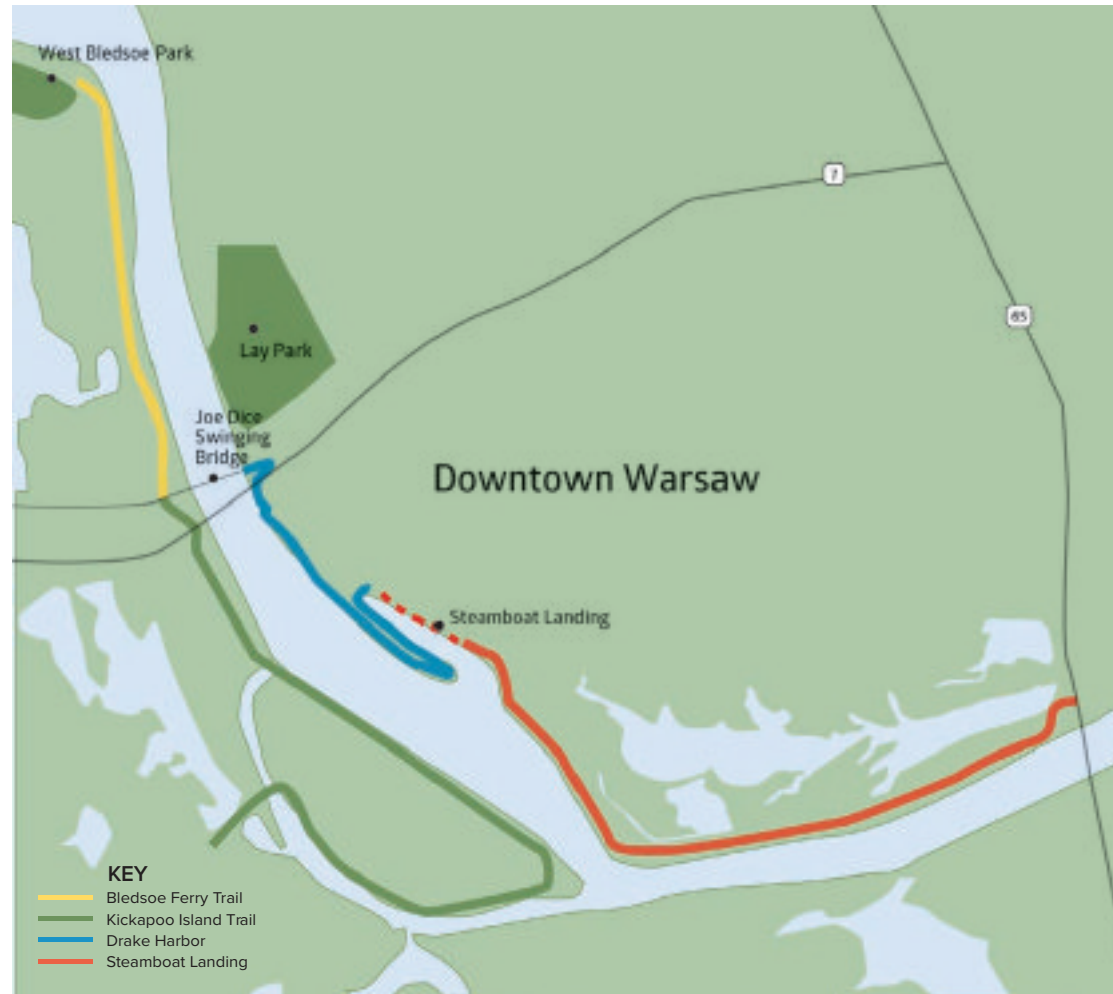 West Bledsoe Park
7
65
Lay Park
Joe Dice
Swinging
Bridge
Downtown Warsaw
Steamboat Landing
KEY
Bledsoe Ferry Trail
Kickapoo Island Trail
Drake Harbor
Steamboat Landing